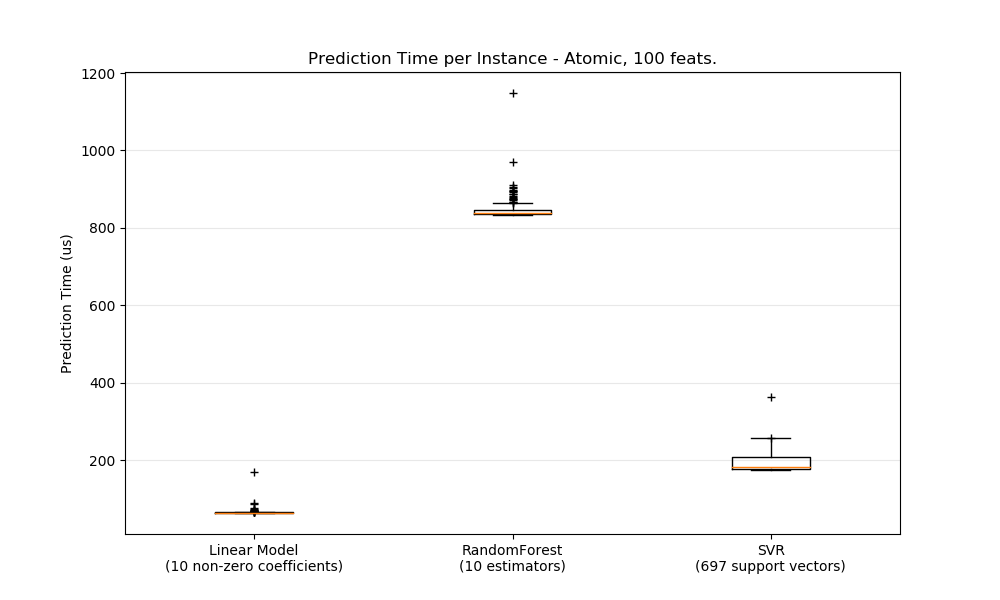 Prediction Time per Instance - Atomic, 100 feats.
1200
1000
800
600
400
200
Prediction Time (us)
Linear Model
(10 non-zero coefficients)
RandomForest
(10 estimators)
SVR
(697 support vectors)